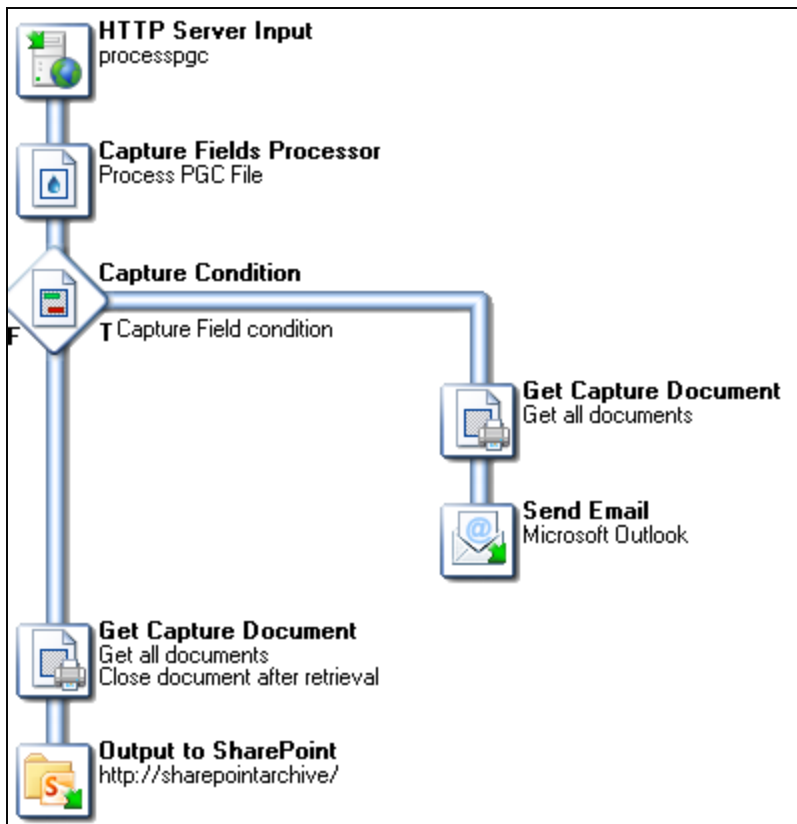 HTTP Server Input
processpgc
Capture Fields Processor
Process PGC File
Capture Condition
F
T Capture Field condition
Get Capture Document
Get all documents
Send Email
Microsoft Outlook
Get Capture Document
Get all documents
Close document after retrieval
Output to SharePoint
http://sharepointarchive/